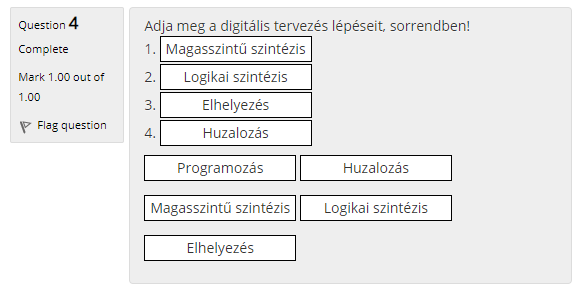 Question 4
Complete
Mark 1.00 out of
1.00
Flag question
Adja meg a digitális tervezés lépéseit, sorrendben!
1. Magasszintű szintézis
2. Logikai szintézis
3. Elhelyezés
4. Huzalozás
Programozás Huzalozás
Magasszintű szintézis Logikai szintézis
Elhelyezés